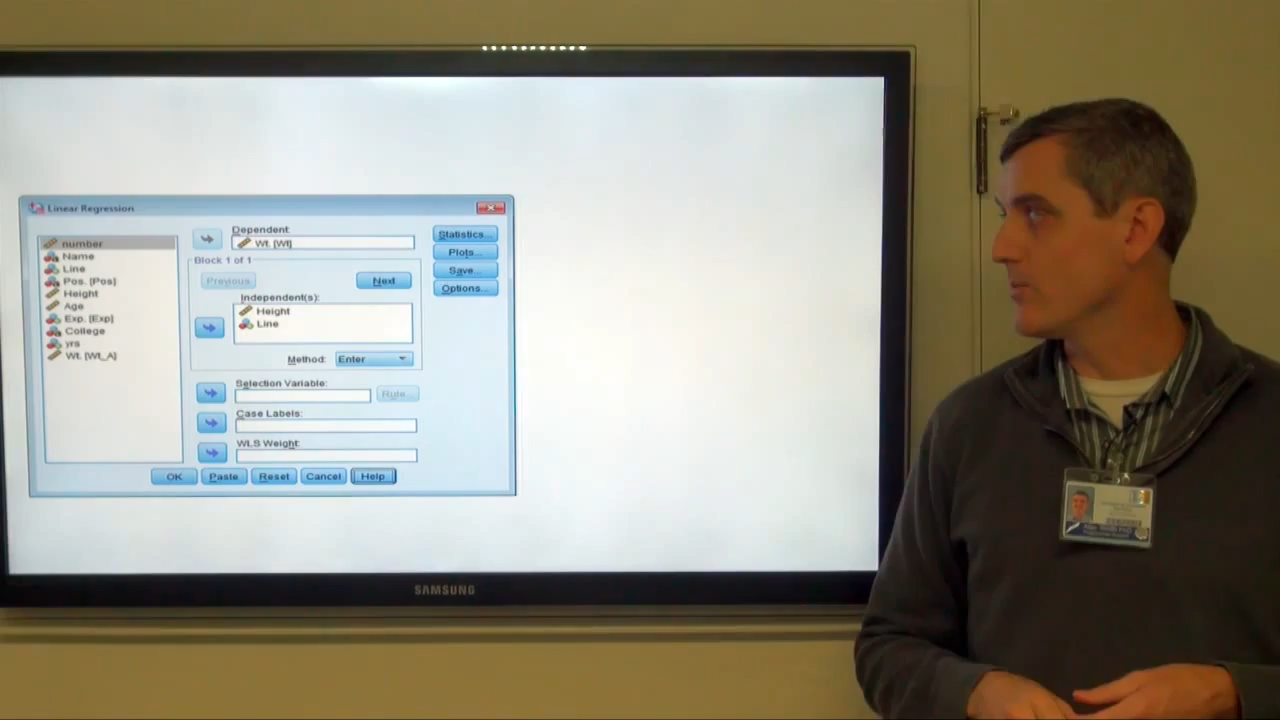 Linear Regression
number
Name
Line
Pos. [Pos]
Height
Age
Exp. [Exp]
College
yrs
Wt. [Wt_A]
Dependent:
Wt. [Wt]
Block 1 of 1
Previous
Next
Independent(s):
Height
Line
Method: Enter
Selection Variable:
Rule...
Case Labels:
WLS Weight:
Statistics...
Plots...
Save...
Options...
OK Paste Reset Cancel Help
SAMSUNG